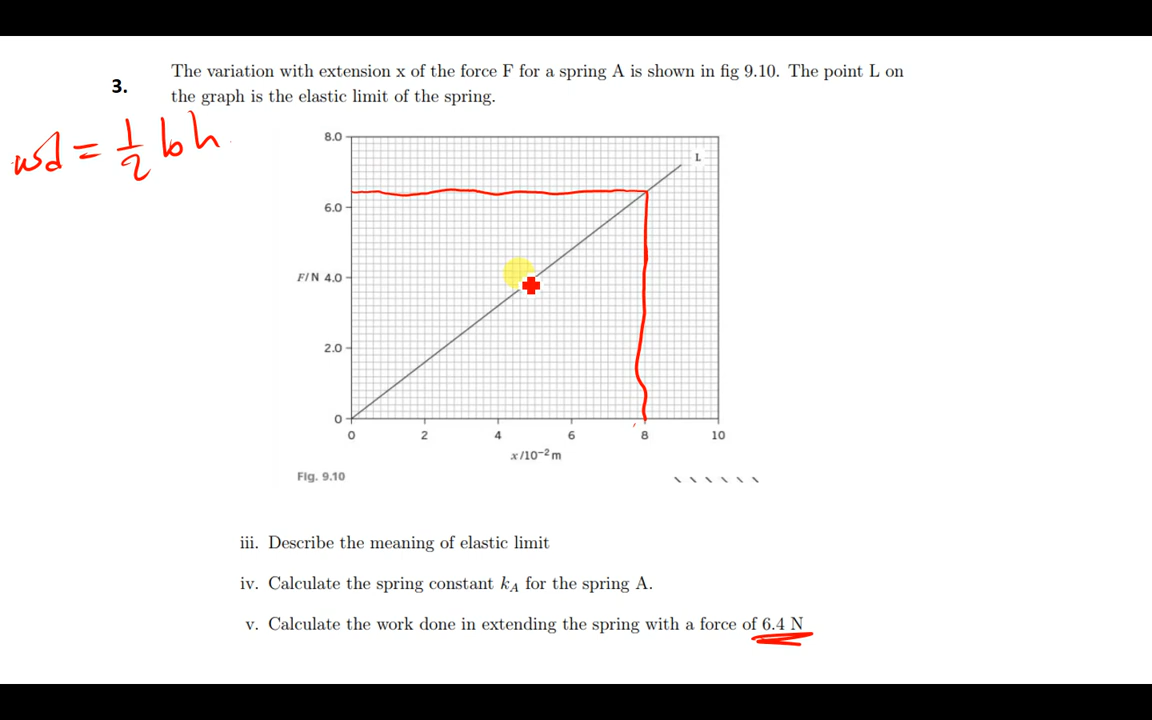 3.
The variation with extension x of the force F for a spring A is shown in fig 9.10. The point L on
the graph is the elastic limit of the spring.
wd = 1/2 bh
8.0
L
6.0
F/N 4.0
2.0
0
0 2 4 6 8 10
x/10⁻² m
Fig. 9.10
iii. Describe the meaning of elastic limit
iv. Calculate the spring constant k_A for the spring A.
v. Calculate the work done in extending the spring with a force of 6.4 N